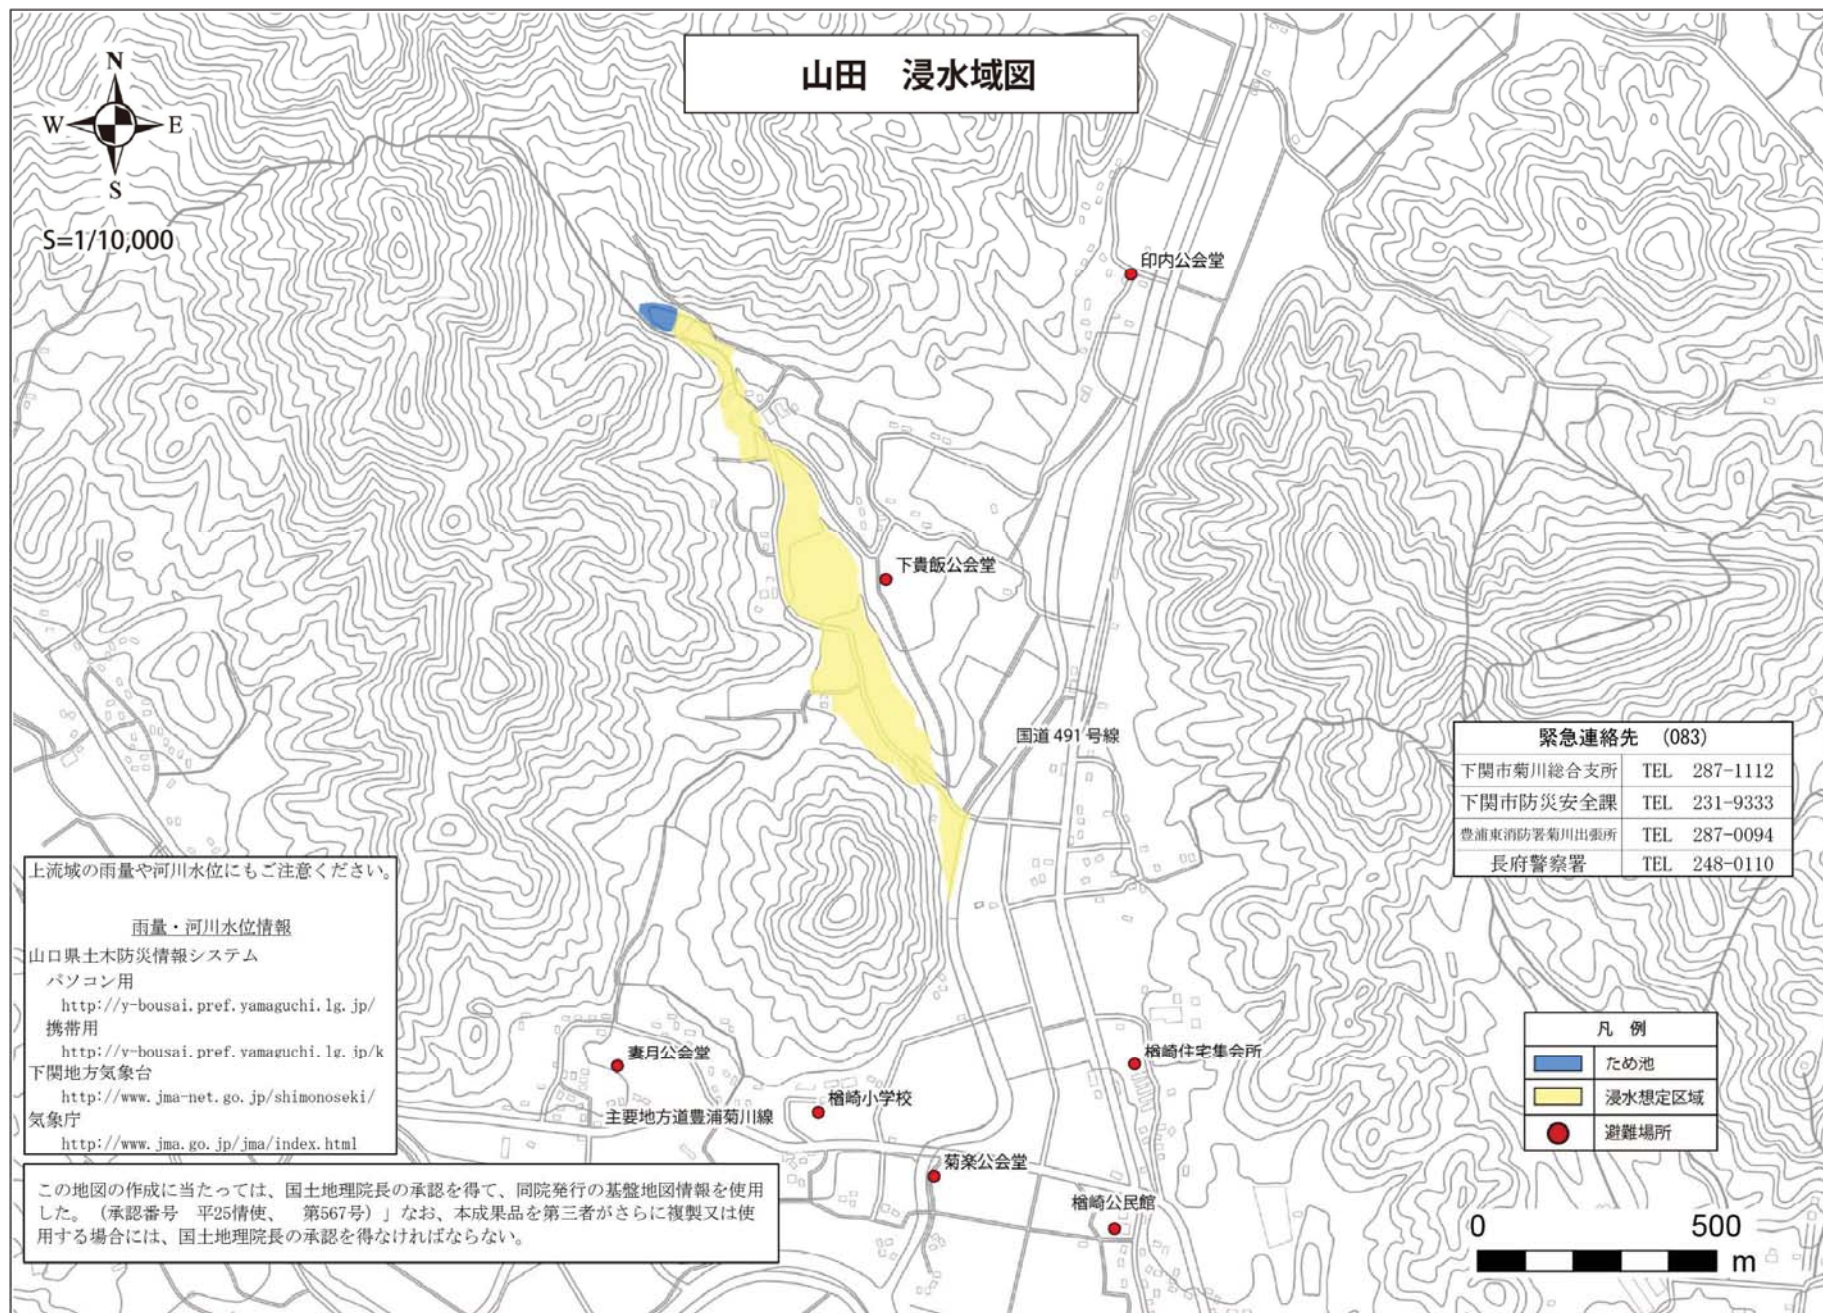 山田　浸水域図
N
W
E
S
S=1/10,000
印内公会堂
下貴飯公会堂
国道 491 号線
緊急連絡先　(083)
下関市菊川総合支所　TEL　287-1112
下関市防災安全課　TEL　231-9333
豊浦東消防署菊川出張所　TEL　287-0094
長府警察署　TEL　248-0110
上流域の雨量や河川水位にもご注意ください。
雨量・河川水位情報
山口県土木防災情報システム
パソコン用
http://y-bousai.pref.yamaguchi.lg.jp/
携帯用
http://y-bousai.pref.yamaguchi.lg.jp/k
下関地方気象台
http://www.jma-net.go.jp/shimonoseki/
気象庁
http://www.jma.go.jp/jma/index.html
妻月公会堂
楢崎住宅集会所
楢崎小学校
主要地方道豊浦菊川線
菊楽公会堂
楢崎公民館
凡 例
ため池
浸水想定区域
避難場所
この地図の作成に当たっては、国土地理院長の承認を得て、同院発行の基盤地図情報を使用
した。（承認番号　平25情使、　第567号）」なお、本成果品を第三者がさらに複製又は使
用する場合には、国土地理院長の承認を得なければならない。
0　500
m